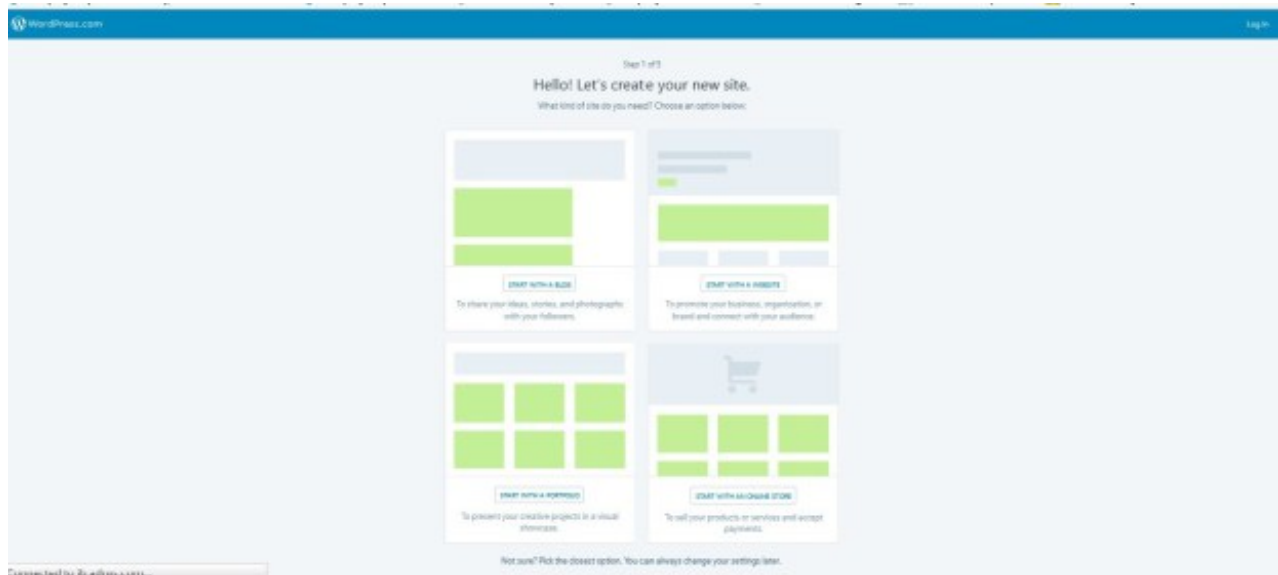 WordPress.com
Log In
Step 1 of 5
Hello! Let's create your new site.
What kind of site do you need? Choose an option below:
START WITH A BLOG
START WITH A WEBSITE
To share your ideas, stories, and photographs
with your followers.
To promote your business, organization, or
brand and connect with your audience.
START WITH A PORTFOLIO
START WITH AN ONLINE STORE
To present your creative projects in a visual
showcase.
To sell your products or services and accept
payments.
Not sure? Pick the closest option. You can always change your settings later.